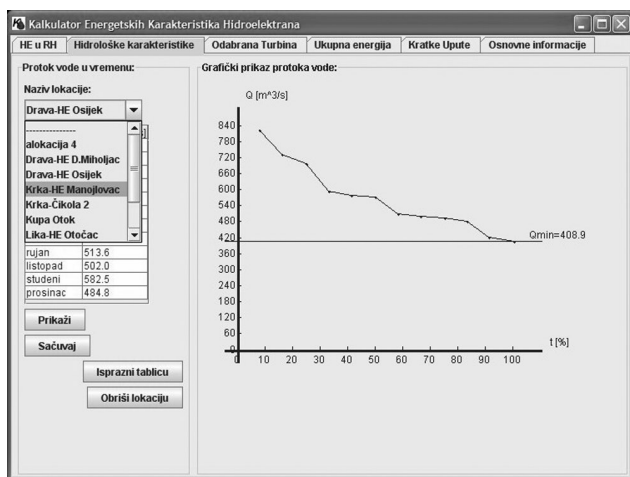 Kalkulator Energetskih Karakteristika Hidroelektrana
HE u RH
Hidrološke karakteristike
Odabrana Turbina
Ukupna energija
Kratke Upute
Osnovne informacije
Protok vode u vremenu:
Naziv lokacije:
Drava-HE Osijek
---------------
alokacija 4
Drava-HE D.Miholjac
Drava-HE Osijek
Krka-HE Manojlovac
Krka-Čikola 2
Kupa Otok
Lika-HE Otočac
rujan 513.6
listopad 502.0
studeni 582.5
prosinac 484.8
Prikaži
Sačuvaj
Isprazni tablicu
Obriši lokaciju
Grafički prikaz protoka vode:
Q [m^3/s]
840
780
720
660
600
540
480
420
360
300
240
180
120
60
0
Qmin=408.9
t [%]
0 10 20 30 40 50 60 70 80 90 100